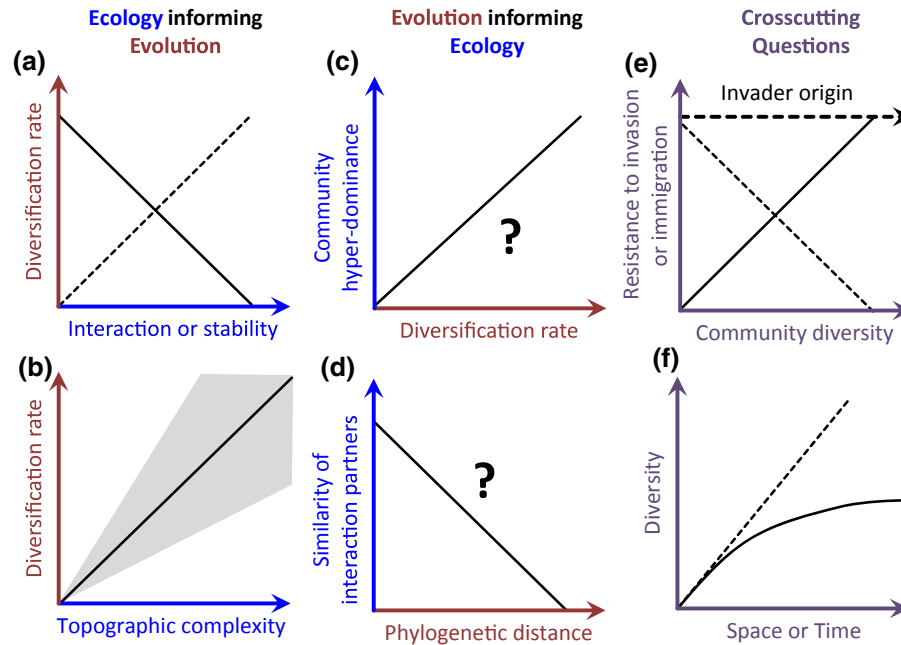 Ecology informing
Evolution
(a)
Diversification rate
Interaction or stability
(b)
Diversification rate
Topographic complexity
Evolution informing
Ecology
(c)
Community
hyper-dominance
?
Diversification rate
(d)
Similarity of
interaction partners
?
Phylogenetic distance
Crosscutting
Questions
(e)
Resistance to invasion
or immigration
Invader origin
Community diversity
(f)
Diversity
Space or Time